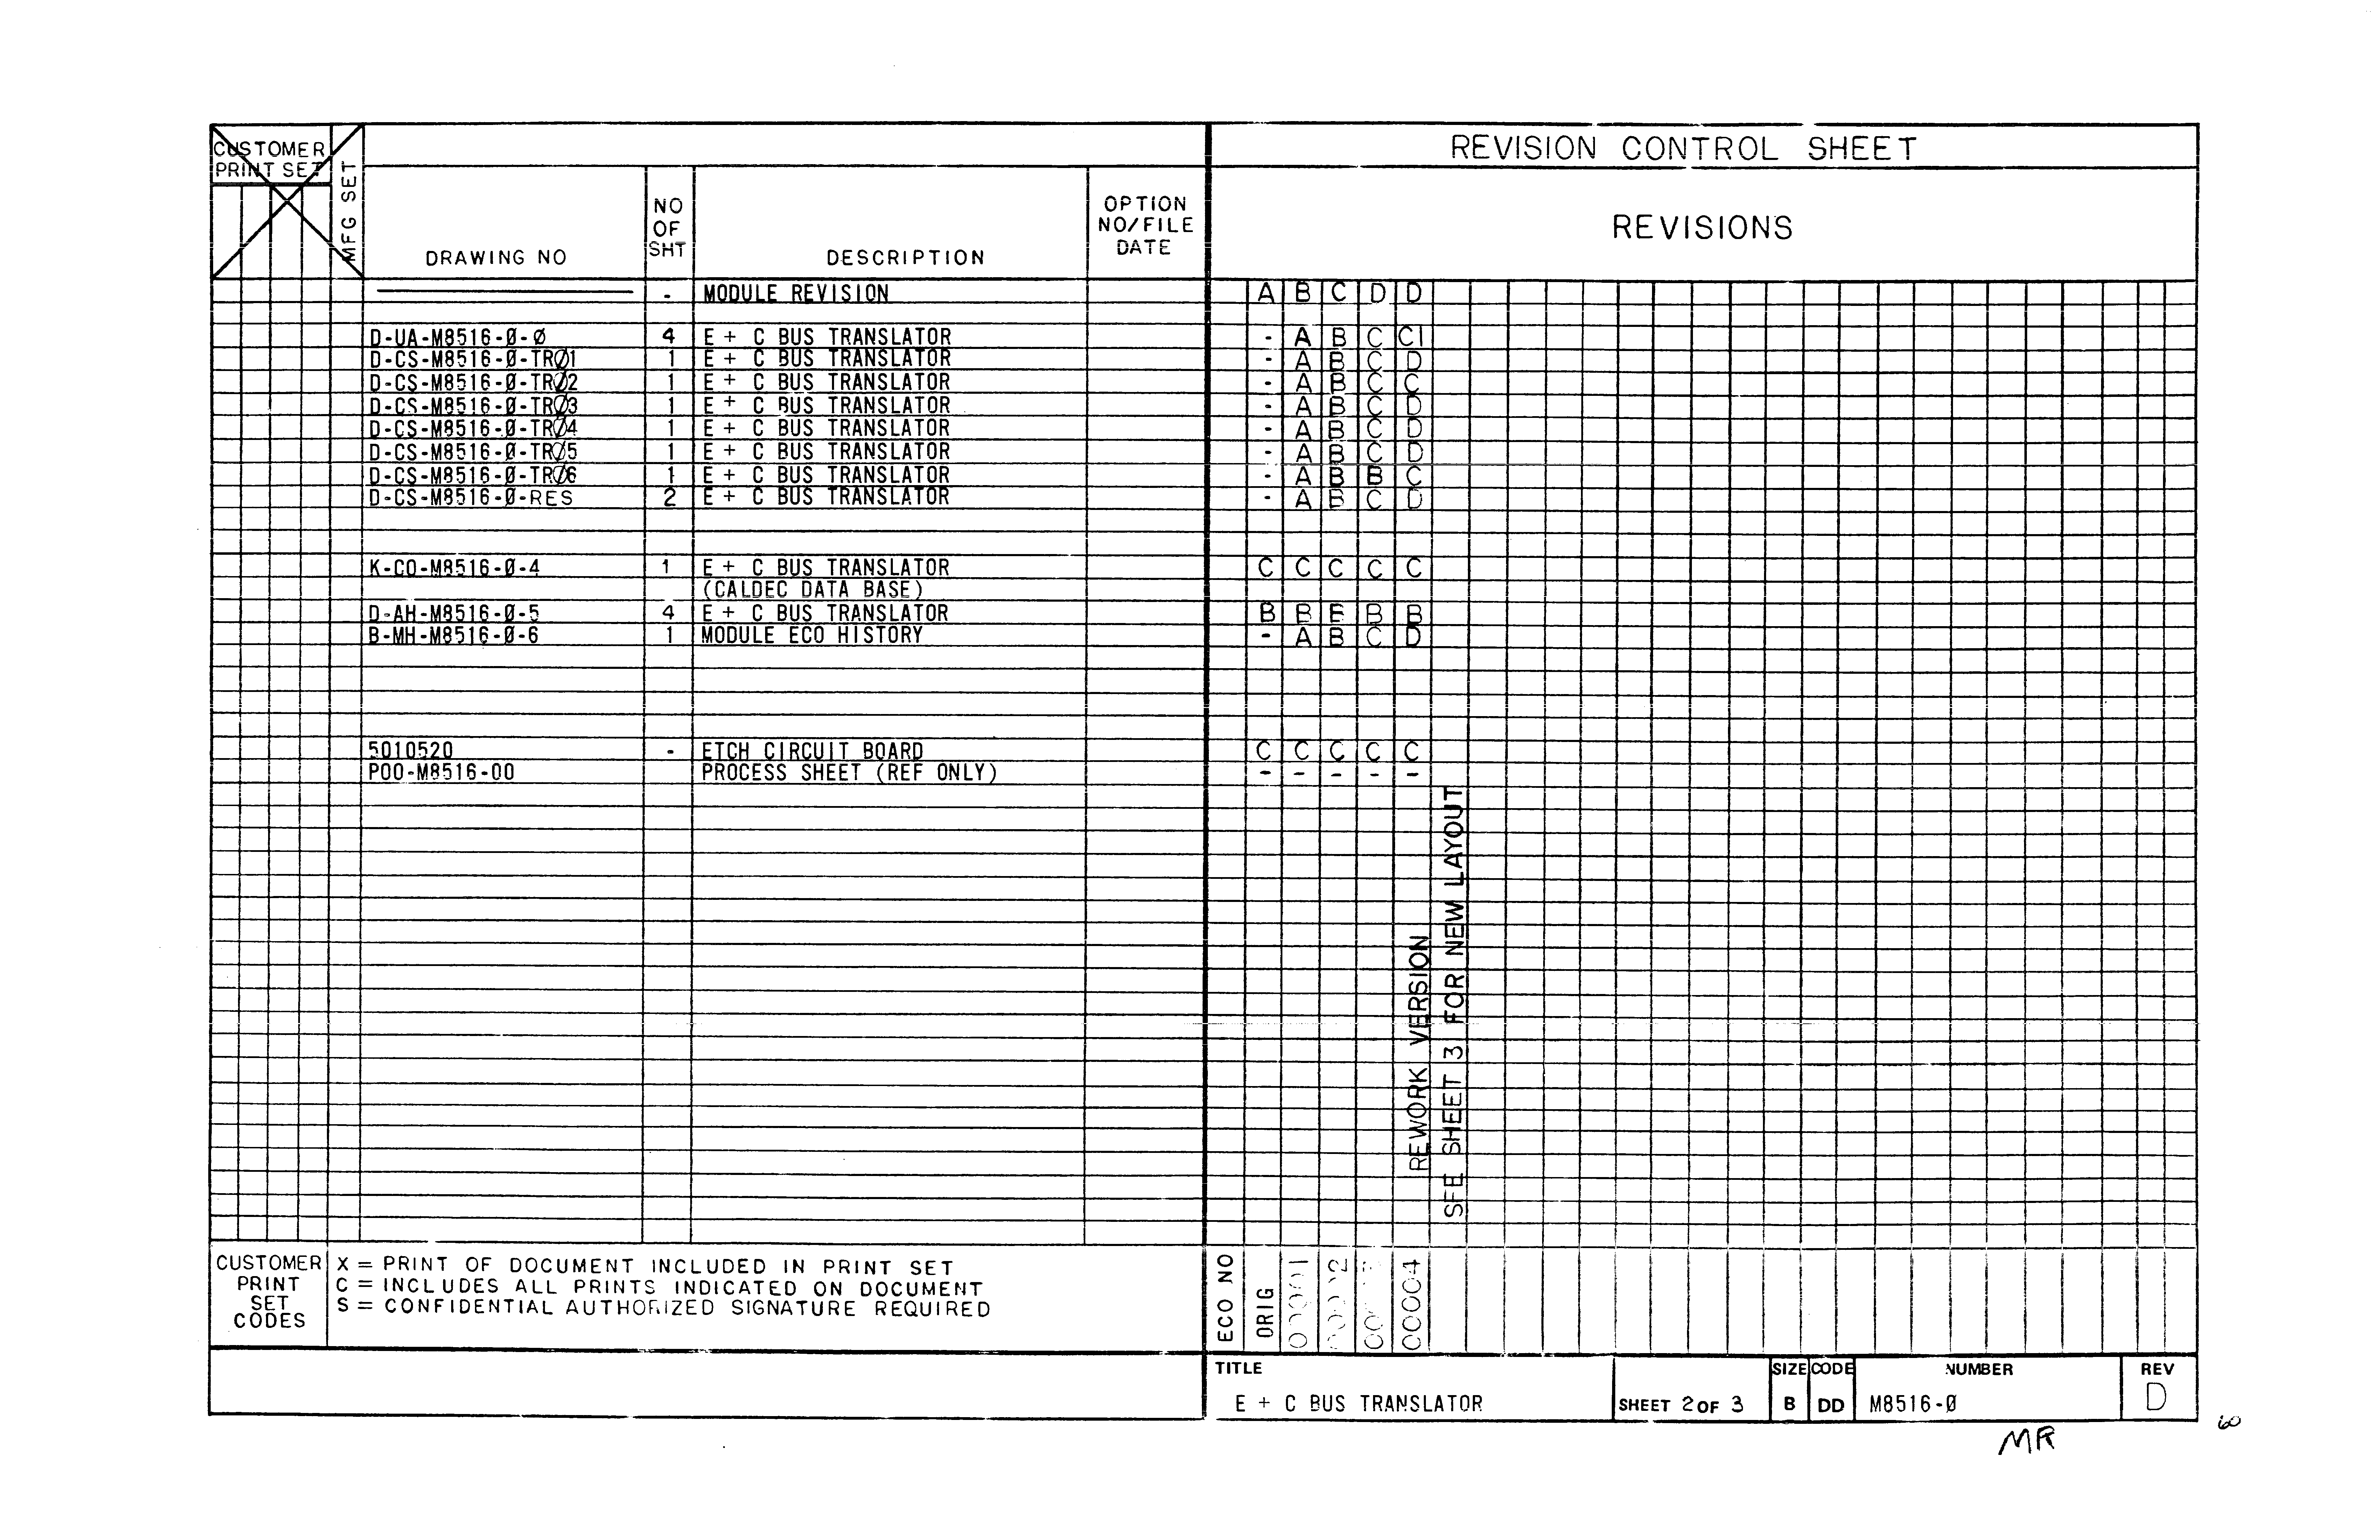 REVISION CONTROL SHEET
CUSTOMER PRINT SET
MFG SET
DRAWING NO
NO OF SHT
DESCRIPTION
OPTION NO/FILE DATE
REVISIONS
- MODULE REVISION A B C D D
D-UA-M8516-Ø-Ø 4 E + C BUS TRANSLATOR - A B C C1
D-CS-M8516-Ø-TRØ1 1 E + C BUS TRANSLATOR - A B C D
D-CS-M8516-Ø-TRØ2 1 E + C BUS TRANSLATOR - A B C C
D-CS-M8516-Ø-TRØ3 1 E + C BUS TRANSLATOR - A B C D
D-CS-M8516-Ø-TRØ4 1 E + C BUS TRANSLATOR - A B C D
D-CS-M8516-Ø-TRØ5 1 E + C BUS TRANSLATOR - A B C D
D-CS-M8516-Ø-TRØ6 1 E + C BUS TRANSLATOR - A B B C
D-CS-M8516-Ø-RES 2 E + C BUS TRANSLATOR - A B C D
K-CO-M8516-Ø-4 1 E + C BUS TRANSLATOR C C C C C
(CALDEC DATA BASE)
D-AH-M8516-Ø-5 4 E + C BUS TRANSLATOR B B B B B
B-MH-M8516-Ø-6 1 MODULE ECO HISTORY - A B C D
5010520 - ETCH CIRCUIT BOARD C C C C C
P00-M8516-00 PROCESS SHEET (REF ONLY) - - - - -
REWORK VERSION
SEE SHEET 3 FOR NEW LAYOUT
CUSTOMER PRINT SET CODES
X = PRINT OF DOCUMENT INCLUDED IN PRINT SET
C = INCLUDES ALL PRINTS INDICATED ON DOCUMENT
S = CONFIDENTIAL AUTHORIZED SIGNATURE REQUIRED
ECO NO ORIG 00001 00002 00004
TITLE
E + C BUS TRANSLATOR
SHEET 2 OF 3
SIZE B
CODE DD
NUMBER M8516-Ø
REV D
MR
60